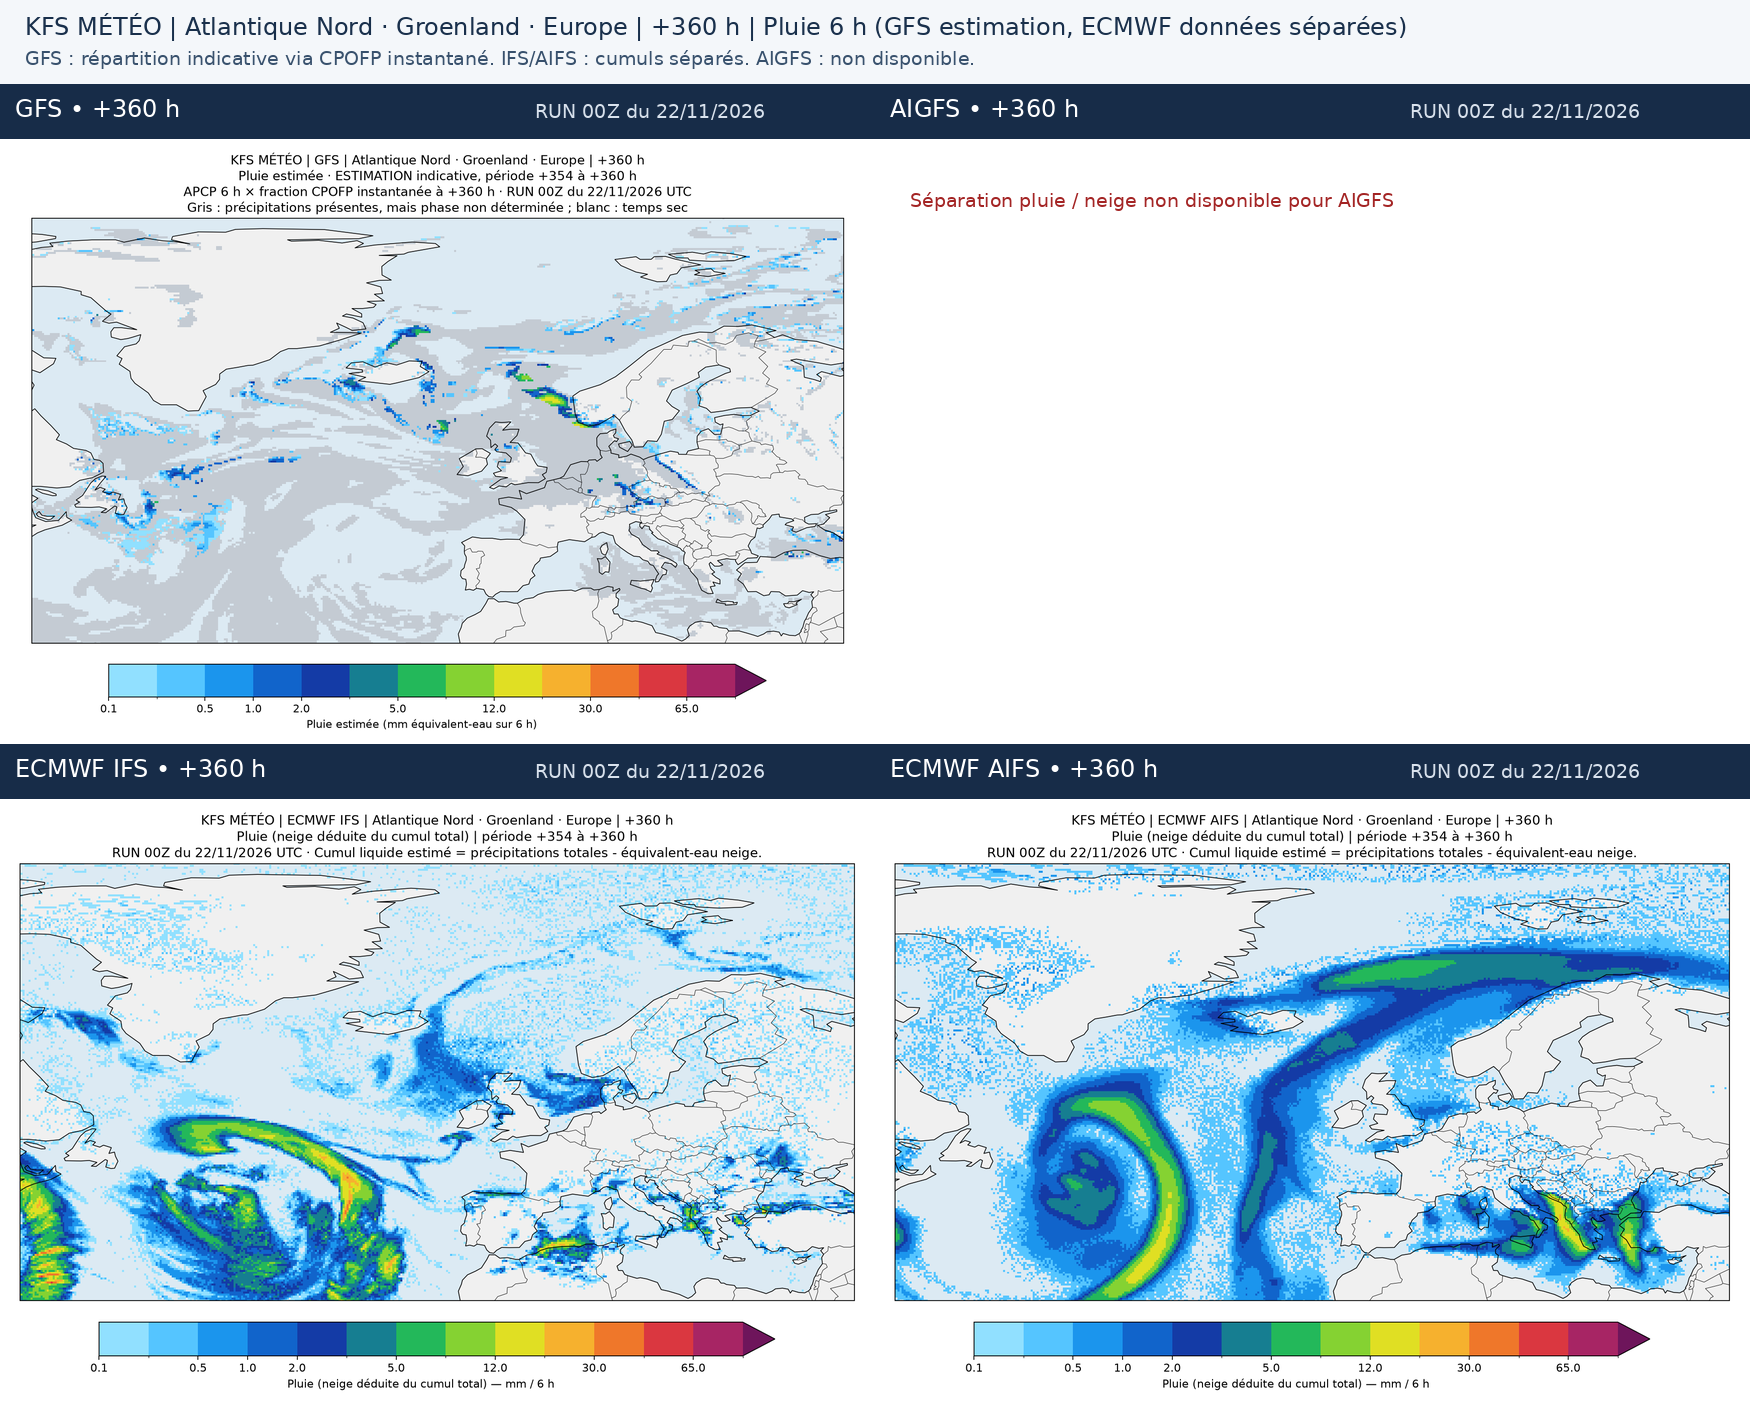 KFS MÉTÉO | Atlantique Nord · Groenland · Europe | +360 h | Pluie 6 h (GFS estimation, ECMWF données séparées)
GFS : répartition indicative via CPOFP instantané. IFS/AIFS : cumuls séparés. AIGFS : non disponible.
GFS • +360 h RUN 00Z du 22/11/2026
AIGFS • +360 h RUN 00Z du 22/11/2026
KFS MÉTÉO | GFS | Atlantique Nord · Groenland · Europe | +360 h
Pluie estimée · ESTIMATION indicative, période +354 à +360 h
APCP 6 h × fraction CPOFP instantanée à +360 h · RUN 00Z du 22/11/2026 UTC
Gris : précipitations présentes, mais phase non déterminée ; blanc : temps sec
Séparation pluie / neige non disponible pour AIGFS
0.1 0.5 1.0 2.0 5.0 12.0 30.0 65.0
Pluie estimée (mm équivalent-eau sur 6 h)
ECMWF IFS • +360 h RUN 00Z du 22/11/2026
ECMWF AIFS • +360 h RUN 00Z du 22/11/2026
KFS MÉTÉO | ECMWF IFS | Atlantique Nord · Groenland · Europe | +360 h
Pluie (neige déduite du cumul total) | période +354 à +360 h
RUN 00Z du 22/11/2026 UTC · Cumul liquide estimé = précipitations totales - équivalent-eau neige.
0.1 0.5 1.0 2.0 5.0 12.0 30.0 65.0
Pluie (neige déduite du cumul total) — mm / 6 h
KFS MÉTÉO | ECMWF AIFS | Atlantique Nord · Groenland · Europe | +360 h
Pluie (neige déduite du cumul total) | période +354 à +360 h
RUN 00Z du 22/11/2026 UTC · Cumul liquide estimé = précipitations totales - équivalent-eau neige.
0.1 0.5 1.0 2.0 5.0 12.0 30.0 65.0
Pluie (neige déduite du cumul total) — mm / 6 h